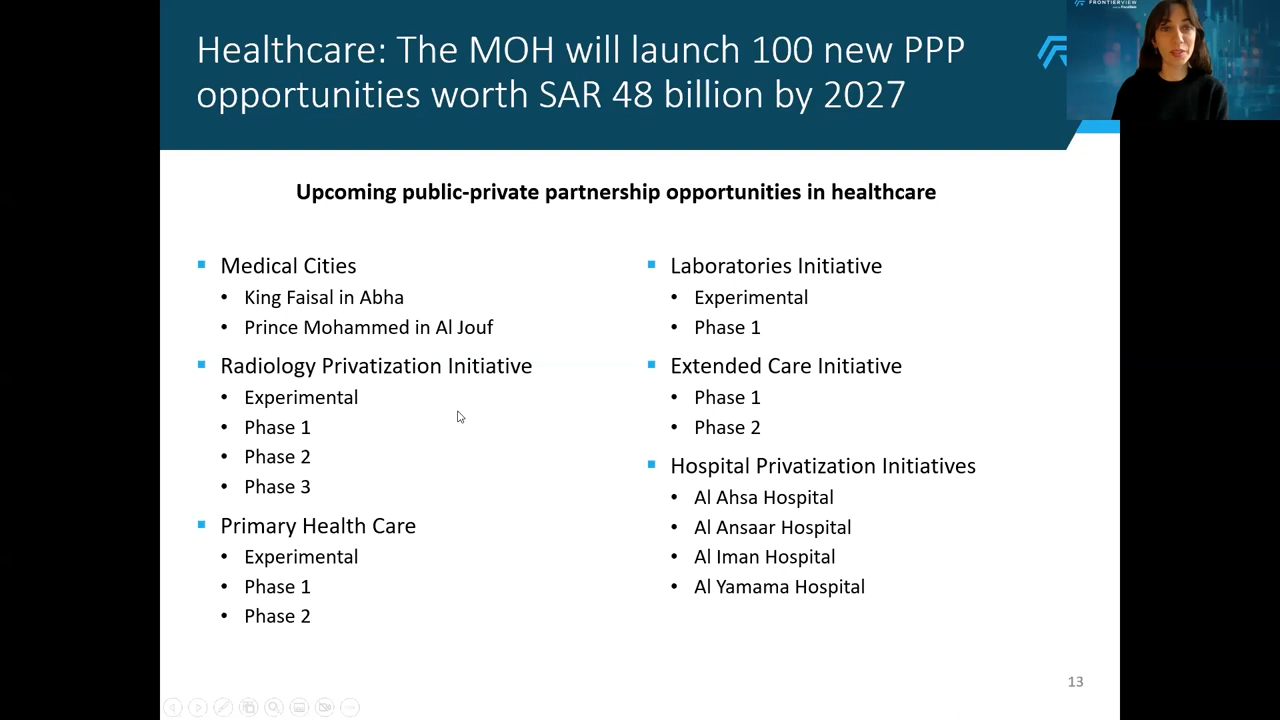 Healthcare: The MOH will launch 100 new PPP
opportunities worth SAR 48 billion by 2027
FRONTIERVIEW
Upcoming public-private partnership opportunities in healthcare
Medical Cities
King Faisal in Abha
Prince Mohammed in Al Jouf
Radiology Privatization Initiative
Experimental
Phase 1
Phase 2
Phase 3
Primary Health Care
Experimental
Phase 1
Phase 2
Laboratories Initiative
Experimental
Phase 1
Extended Care Initiative
Phase 1
Phase 2
Hospital Privatization Initiatives
Al Ahsa Hospital
Al Ansaar Hospital
Al Iman Hospital
Al Yamama Hospital
13